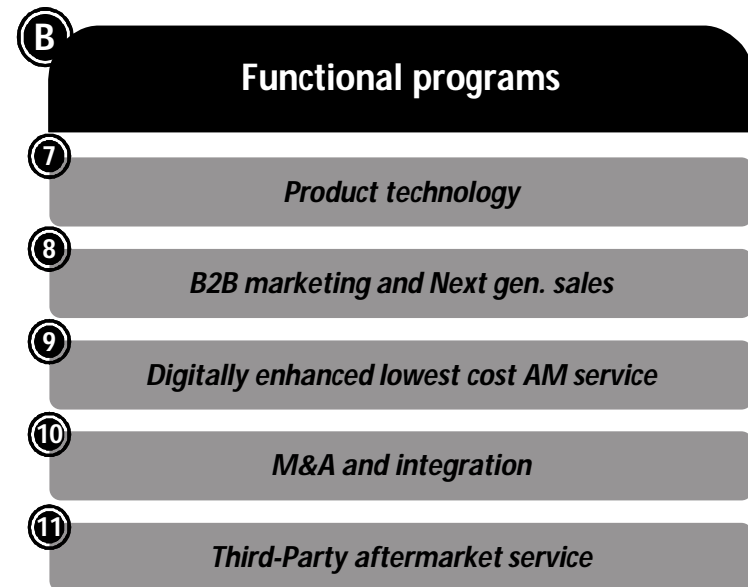 B
Functional programs
7
Product technology
8
B2B marketing and Next gen. sales
9
Digitally enhanced lowest cost AM service
10
M&A and integration
11
Third-Party aftermarket service